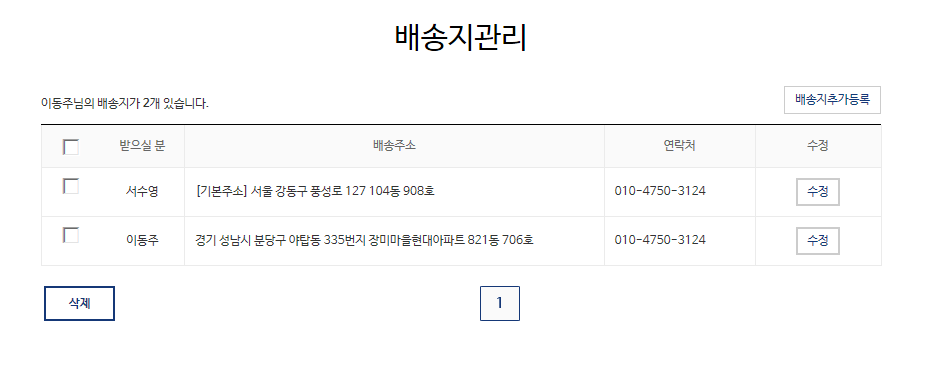 배송지관리
이동주님의 배송지가 2개 있습니다.
배송지추가등록
받으실 분 배송주소 연락처 수정
서수영 [기본주소] 서울 강동구 풍성로 127 104동 908호 010-4750-3124 수정
이동주 경기 성남시 분당구 야탑동 335번지 장미마을현대아파트 821동 706호 010-4750-3124 수정
삭제 1